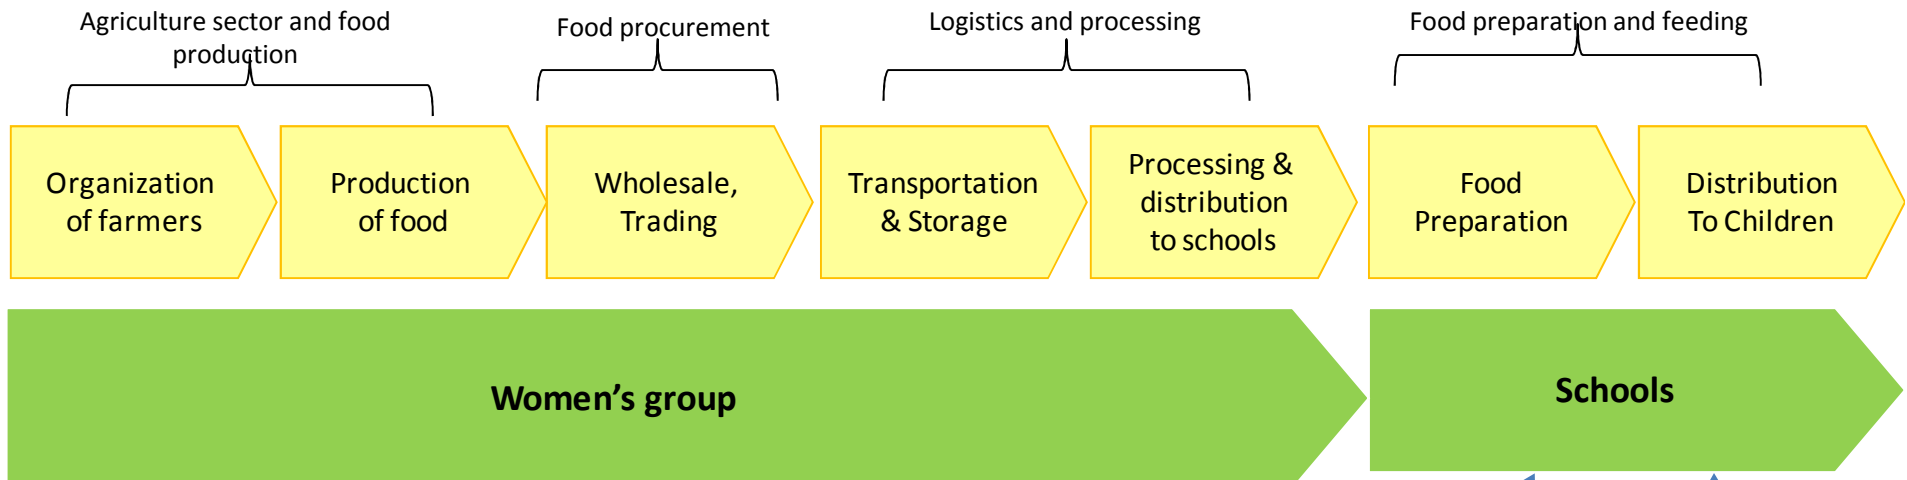 Agriculture sector and food
production
Food procurement
Logistics and processing
Food preparation and feeding
Organization
of farmers
Production
of food
Wholesale,
Trading
Transportation
& Storage
Processing &
distribution
to schools
Food
Preparation
Distribution
To Children
Women’s group
Schools